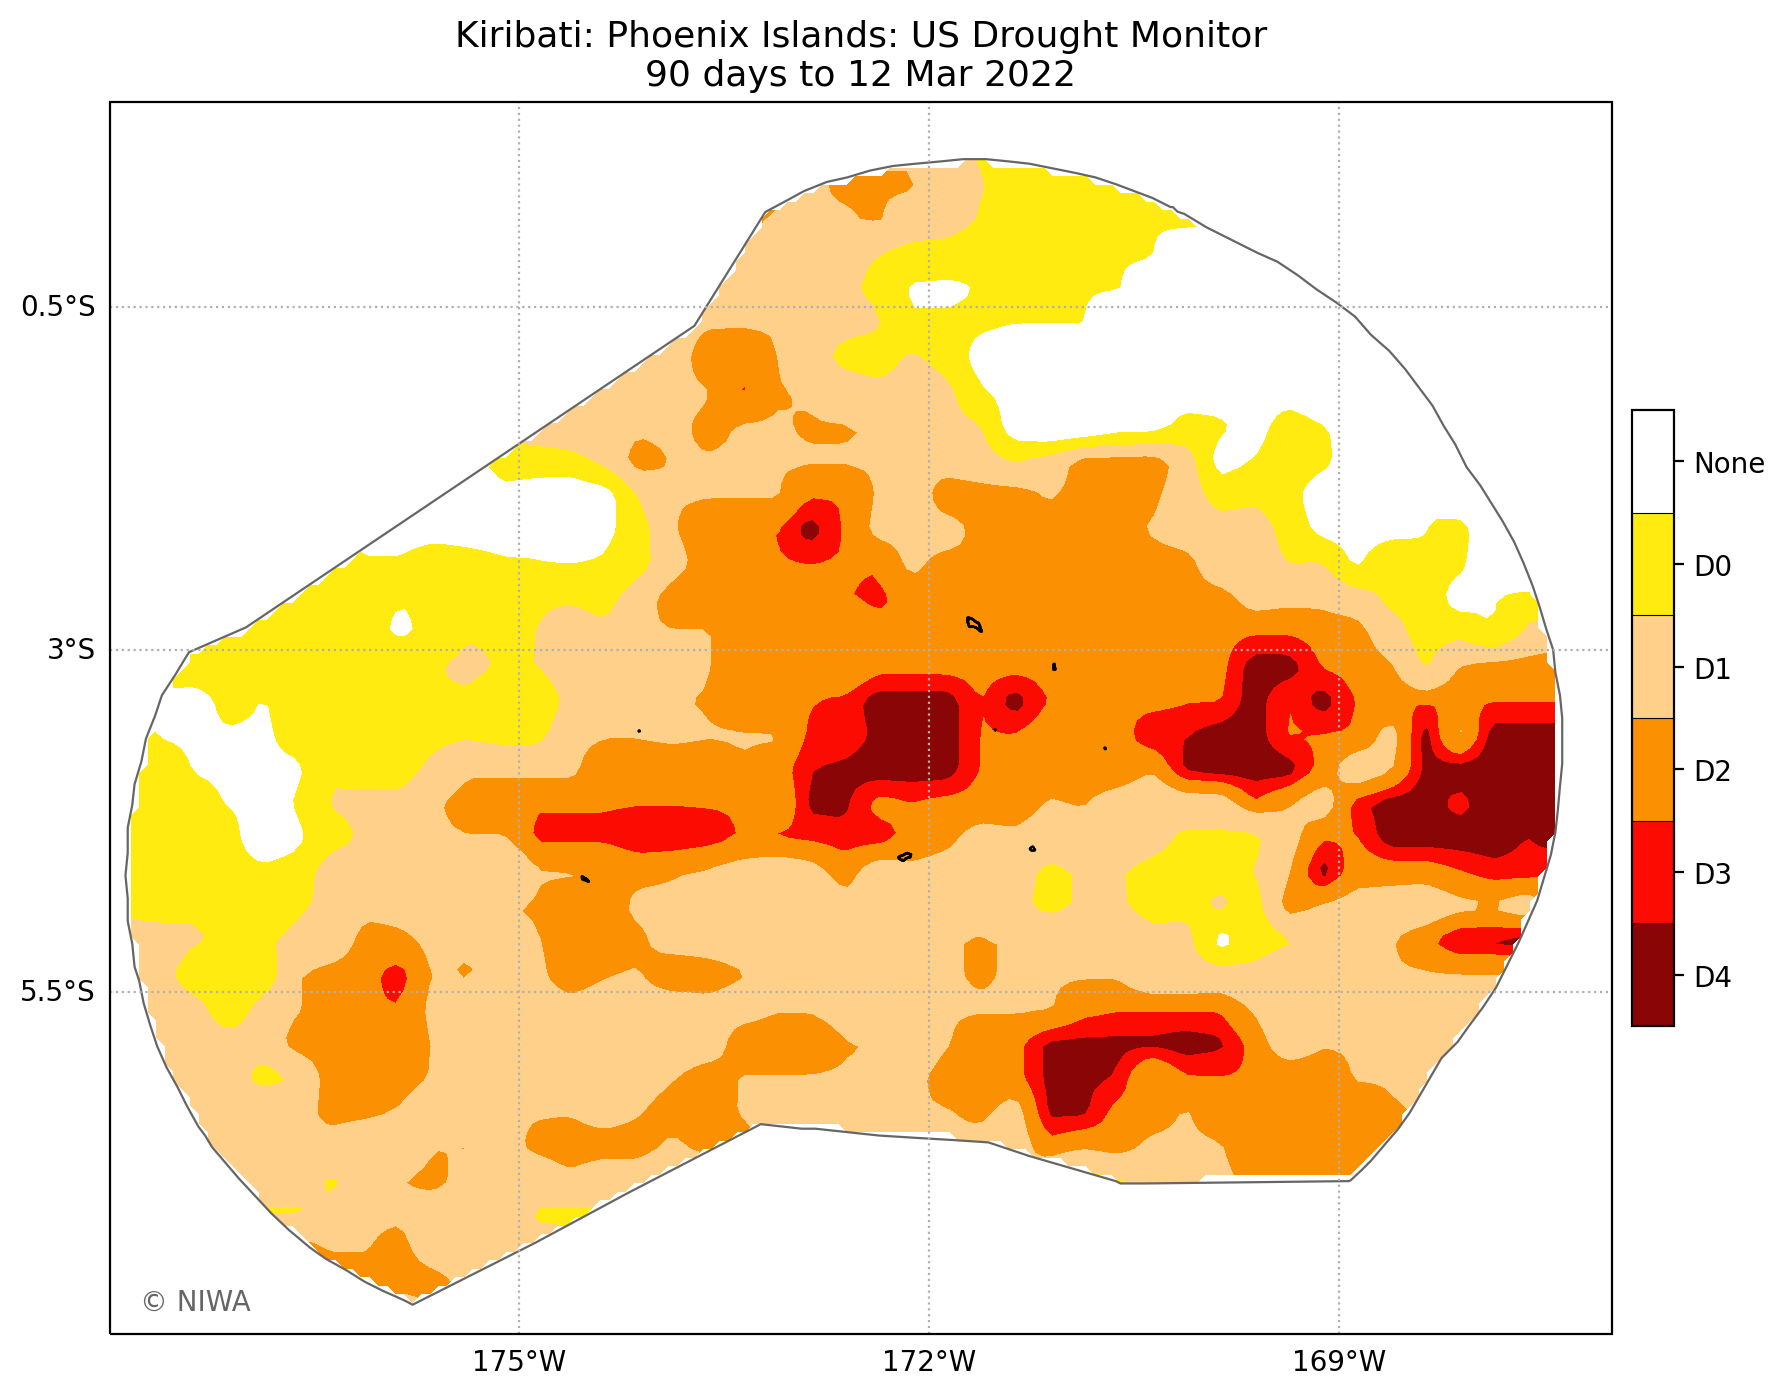 Kiribati: Phoenix Islands: US Drought Monitor
90 days to 12 Mar 2022
0.5°S
3°S
5.5°S
175°W
172°W
169°W
None
D0
D1
D2
D3
D4
© NIWA